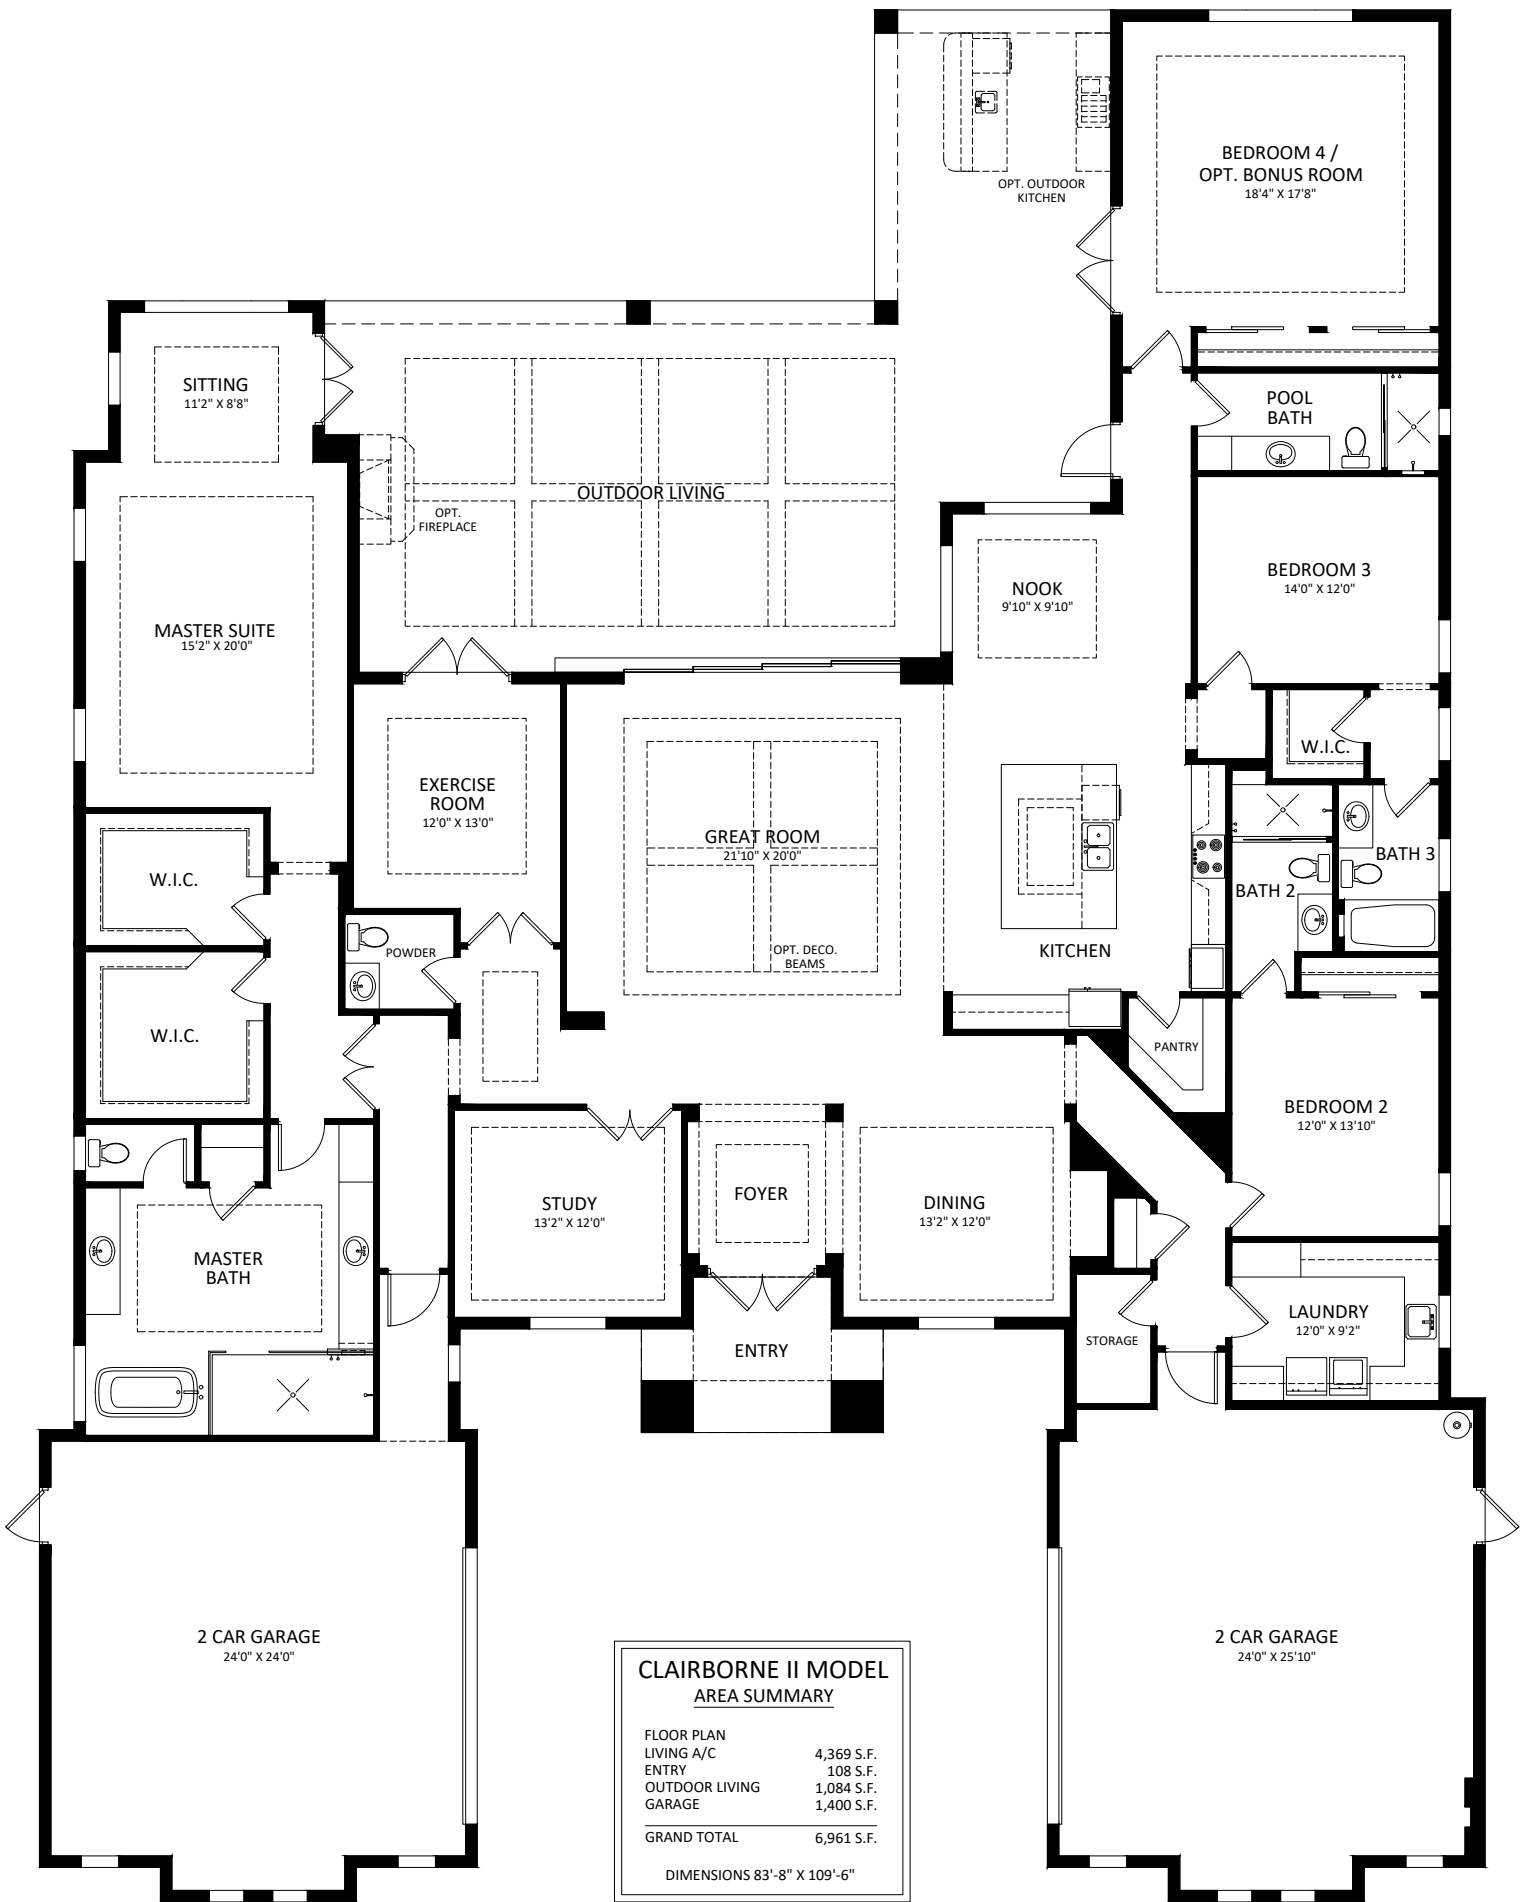 BEDROOM 4 /
OPT. BONUS ROOM
18'4" X 17'8"
OPT. OUTDOOR
KITCHEN
SITTING
11'2" X 8'8"
POOL
BATH
OUTDOOR LIVING
OPT.
FIREPLACE
BEDROOM 3
14'0" X 12'0"
NOOK
9'10" X 9'10"
MASTER SUITE
15'2" X 20'0"
W.I.C.
EXERCISE
ROOM
12'0" X 13'0"
GREAT ROOM
21'10" X 20'0"
BATH 3
W.I.C.
BATH 2
POWDER
OPT. DECO.
BEAMS
KITCHEN
W.I.C.
PANTRY
BEDROOM 2
12'0" X 13'10"
STUDY
13'2" X 12'0"
FOYER
DINING
13'2" X 12'0"
MASTER
BATH
LAUNDRY
12'0" X 9'2"
ENTRY
STORAGE
2 CAR GARAGE
24'0" X 24'0"
2 CAR GARAGE
24'0" X 25'10"
CLAIRBORNE II MODEL
AREA SUMMARY
FLOOR PLAN
LIVING A/C 4,369 S.F.
ENTRY 108 S.F.
OUTDOOR LIVING 1,084 S.F.
GARAGE 1,400 S.F.
GRAND TOTAL 6,961 S.F.
DIMENSIONS 83'-8" X 109'-6"